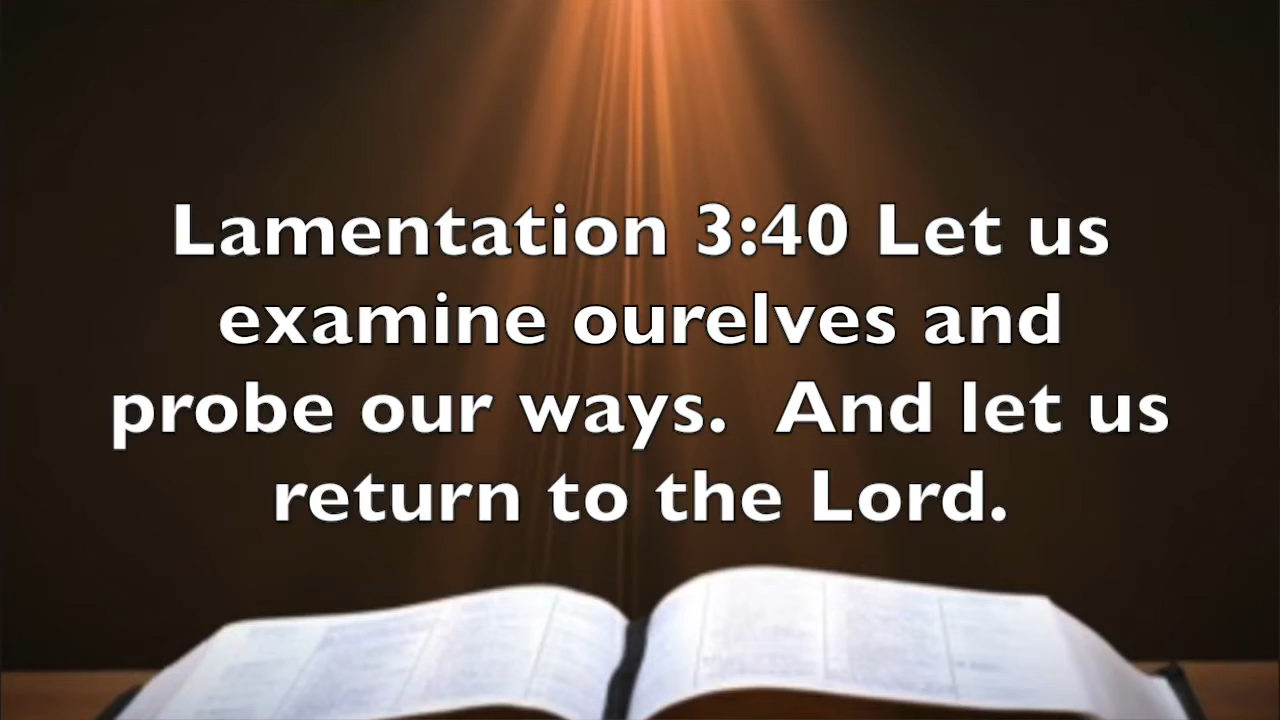 Lamentation 3:40 Let us
examine ourelves and
probe our ways.  And let us
return to the Lord.